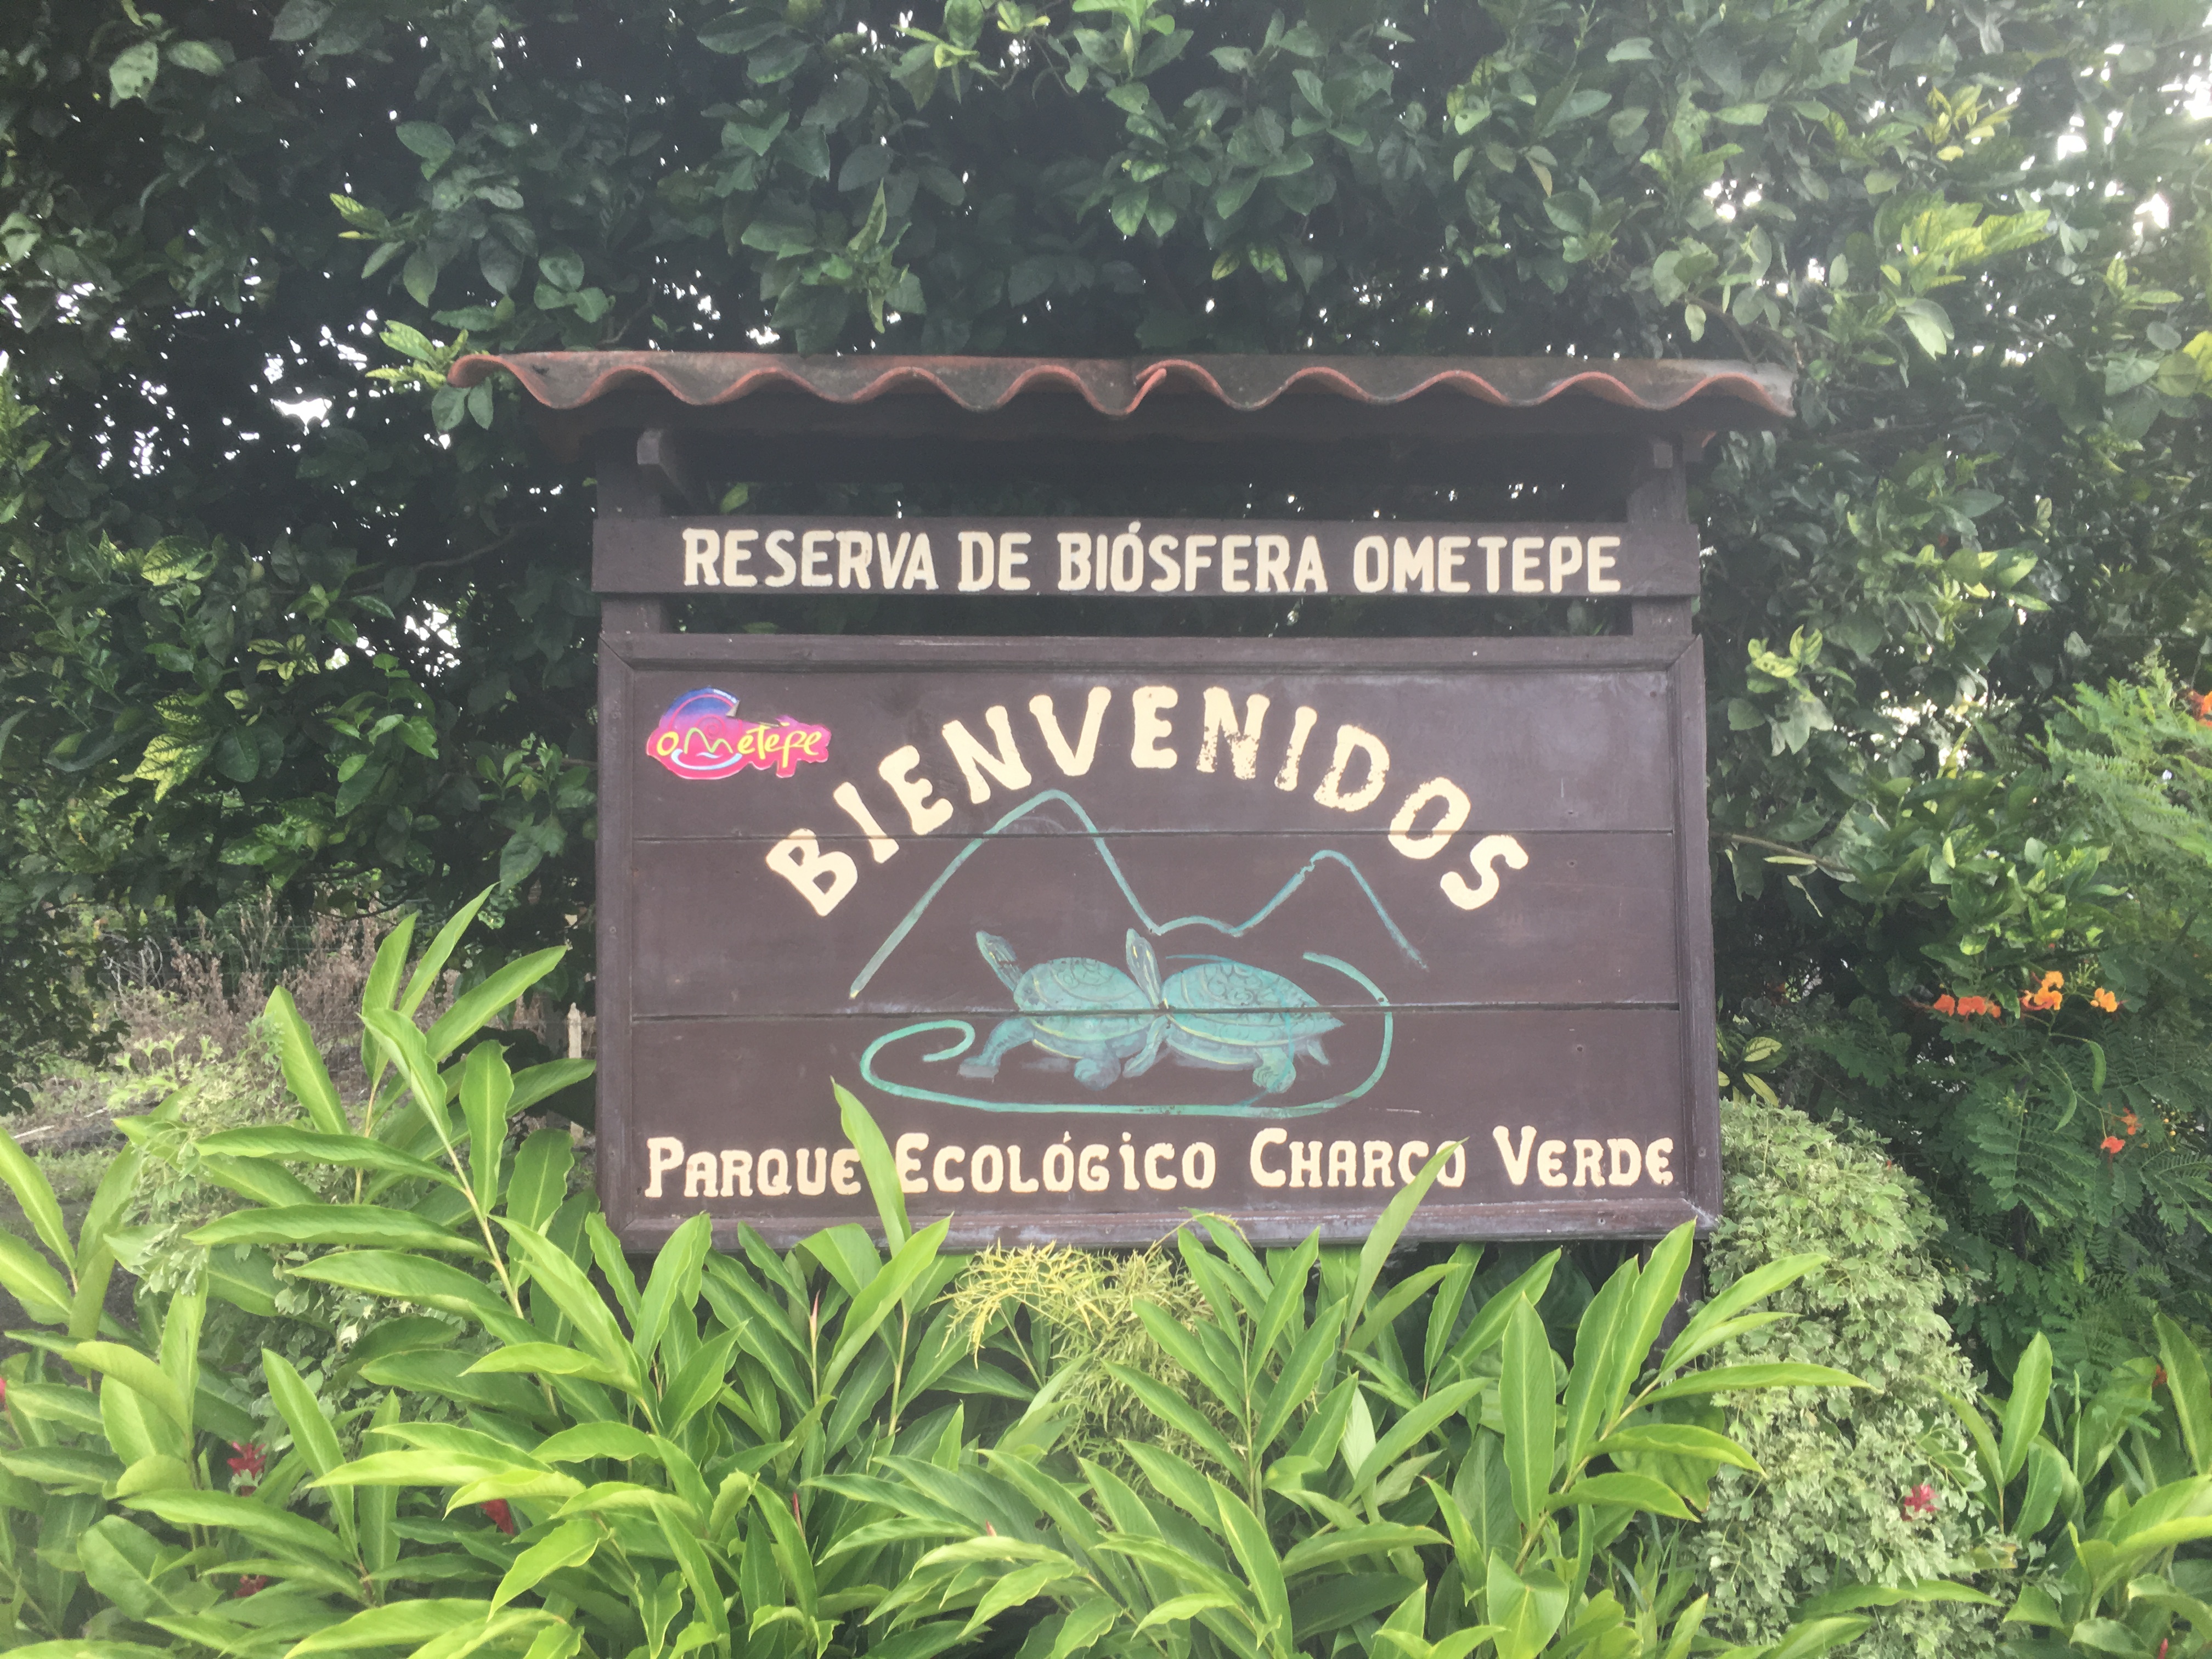 RESERVA DE BIÓSFERA OMETEPE
ometepe
BIENVENIDOS
PARQUE ECOLÓGICO CHARCO VERDE